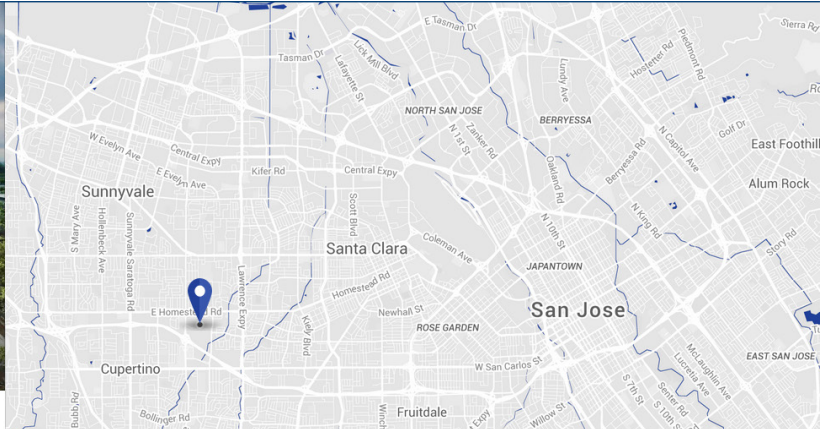 E Tasman Dr
Sierra Rd
Tasman Dr
Lick Mill Blvd
Piedmont Rd
Hostetter Rd
Lafayette St
Lundy Ave
NORTH SAN JOSE
BERRYESSA
Zanker Rd
N 1st St
N Capitol Ave
Golf Dr
W Evelyn Ave
Central Expy
East Foothill
Berryessa Rd
E Evelyn Ave
Kifer Rd
Central Expy
Oakland Rd
Alum Rock
Sunnyvale
Scott Blvd
N King Rd
S Mary Ave
Hollenbeck Ave
Sunnyvale Saratoga Rd
N 10th St
Story Rd
Santa Clara
Coleman Ave
JAPANTOWN
Lawrence Expy
Homestead Rd
E Homestead Rd
Newhall St
San Jose
Kiely Blvd
ROSE GARDEN
EAST SAN JOSE
Cupertino
W San Carlos St
McLaughlin Ave
Lucretia Ave
S 7th St
Senter Rd
S 10th S
Bubb Rd
Bollinger Rd
Winch
Fruitdale
Expy
Willow St